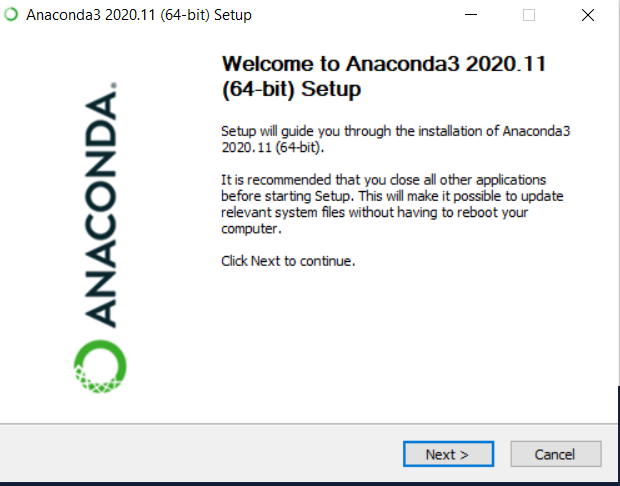 Anaconda3 2020.11 (64-bit) Setup
Welcome to Anaconda3 2020.11
(64-bit) Setup
ANACONDA.
Setup will guide you through the installation of Anaconda3
2020.11 (64-bit).
It is recommended that you close all other applications
before starting Setup. This will make it possible to update
relevant system files without having to reboot your
computer.
Click Next to continue.
Next >
Cancel